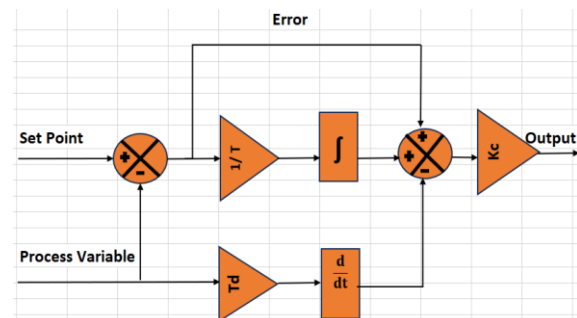 Error
Set Point
+
-
1/ T
∫
+
+
-
Kc
Output
Process Variable
Td
d
dt